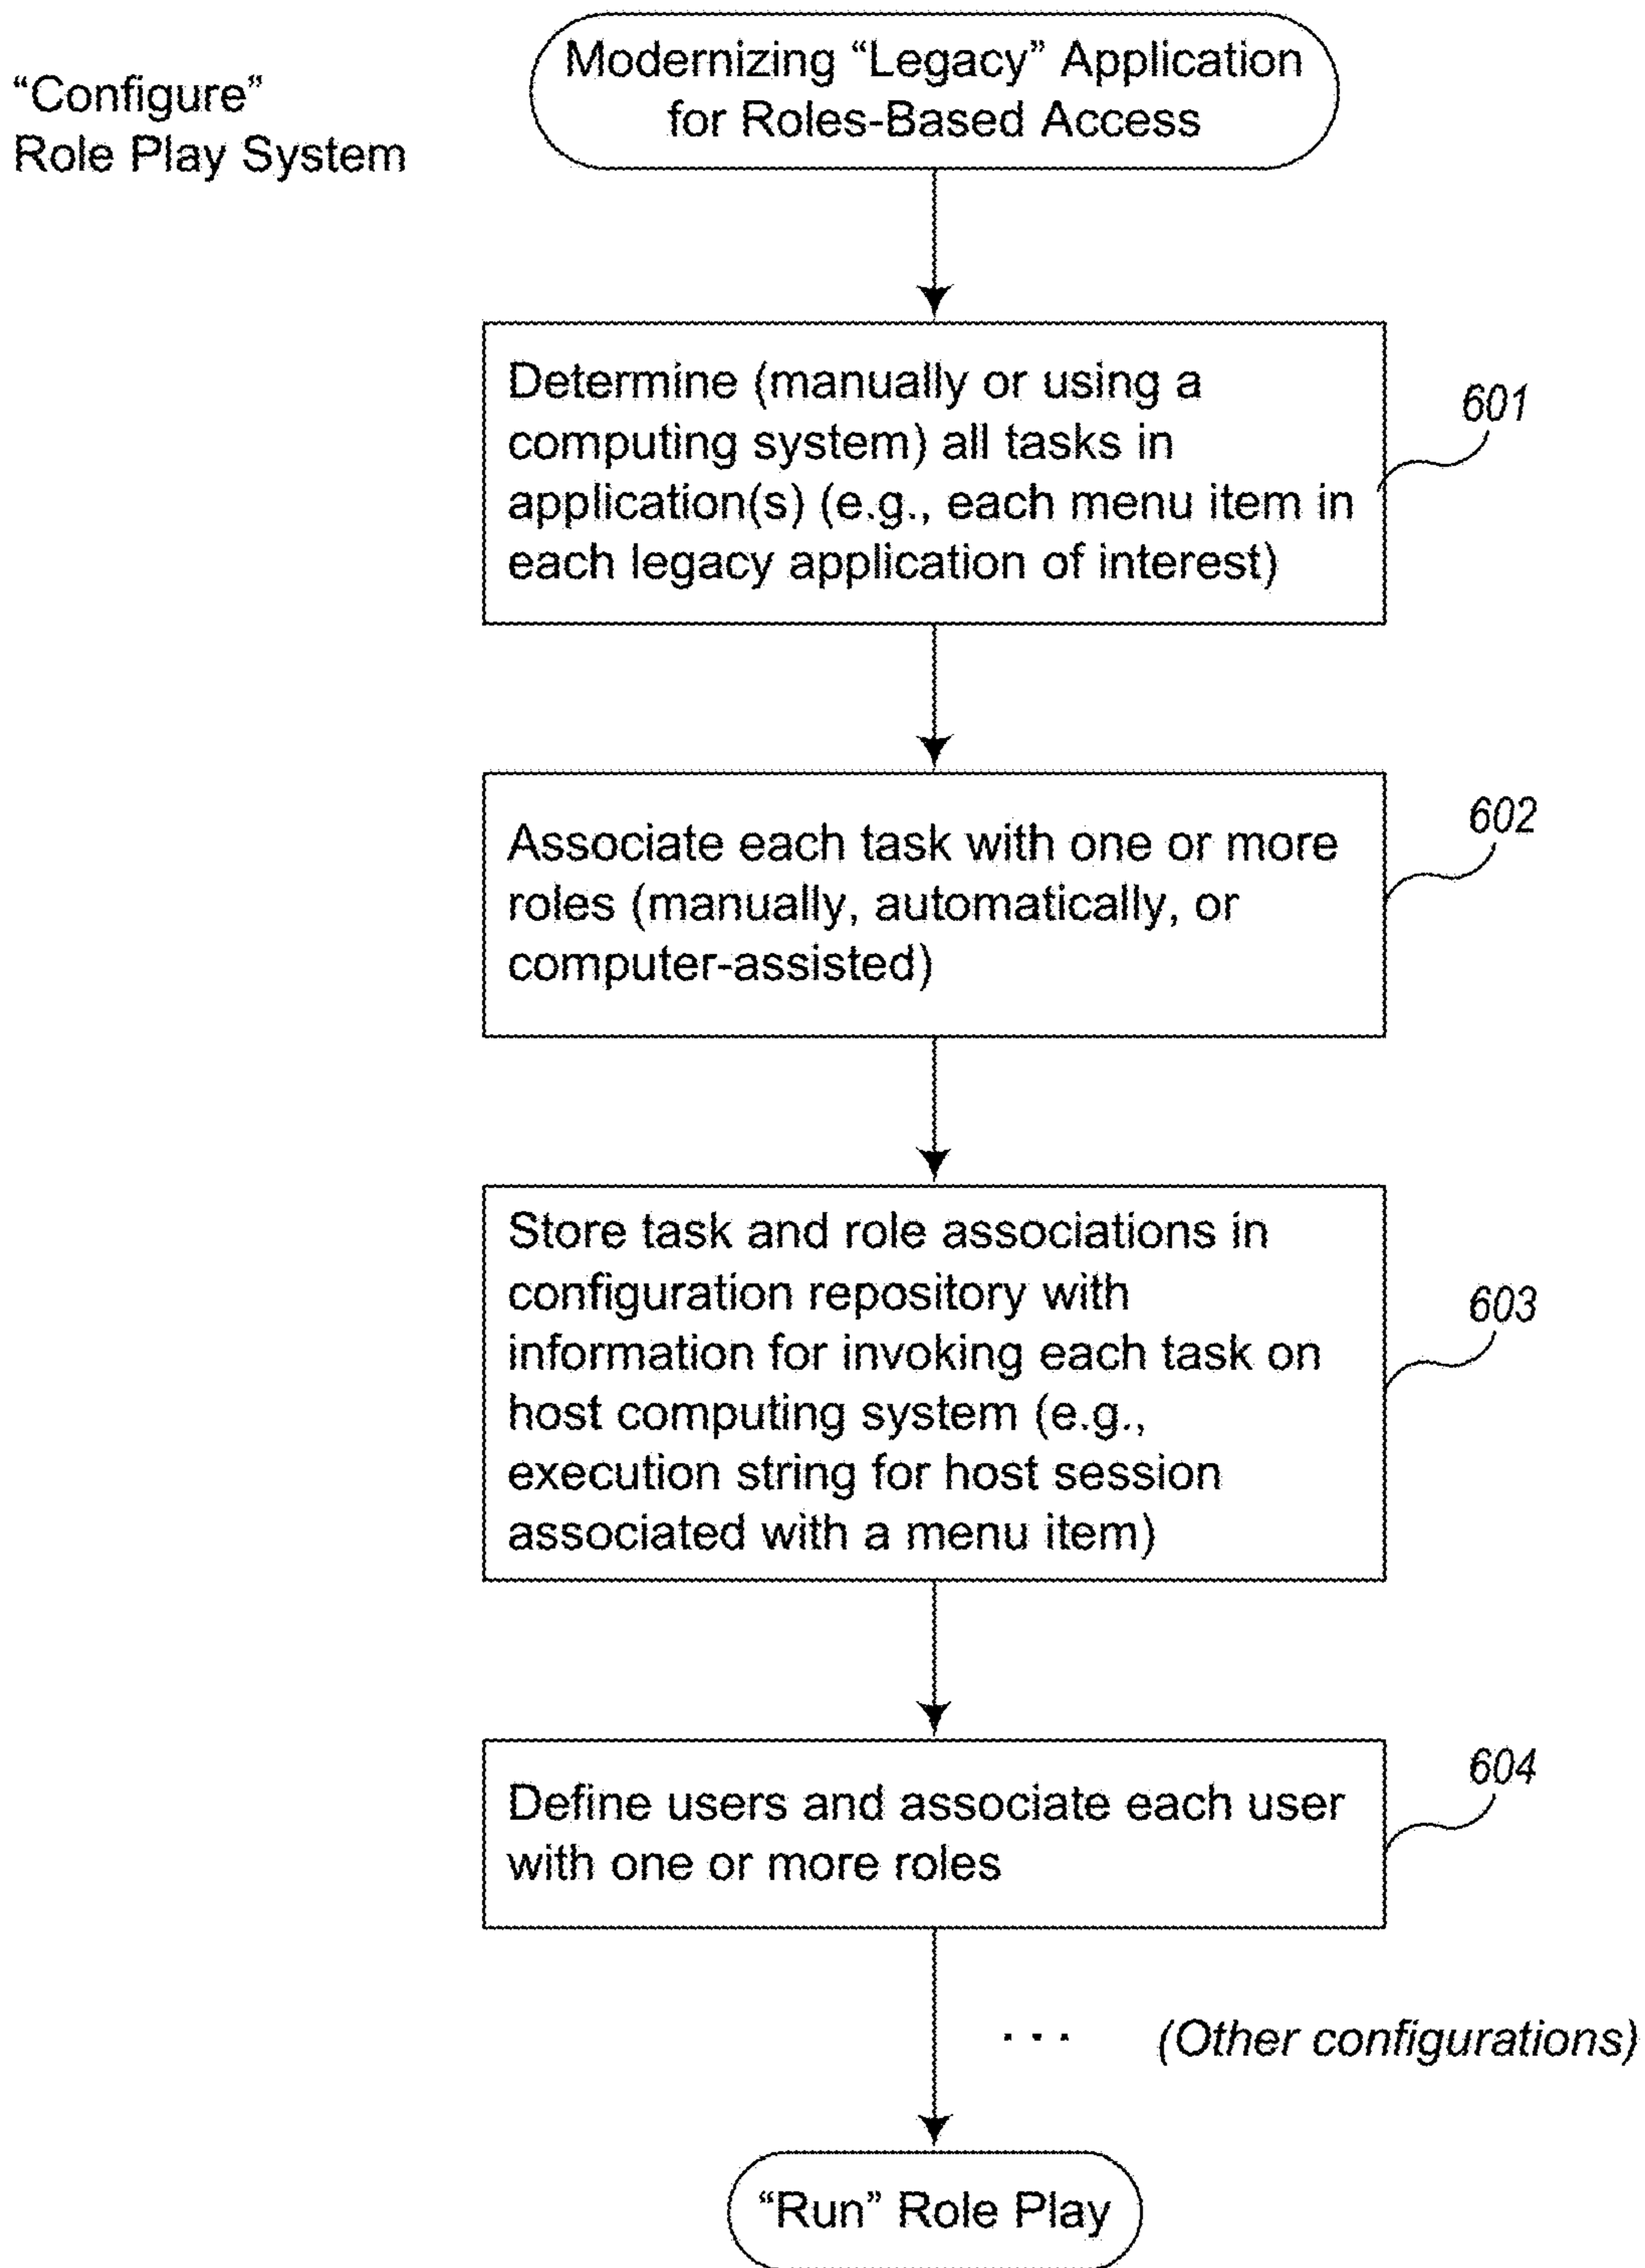 “Configure”
Role Play System
Modernizing “Legacy” Application
for Roles-Based Access
Determine (manually or using a
computing system) all tasks in
application(s) (e.g., each menu item in
each legacy application of interest)
601
Associate each task with one or more
roles (manually, automatically, or
computer-assisted)
602
Store task and role associations in
configuration repository with
information for invoking each task on
host computing system (e.g.,
execution string for host session
associated with a menu item)
603
Define users and associate each user
with one or more roles
604
... (Other configurations)
“Run” Role Play